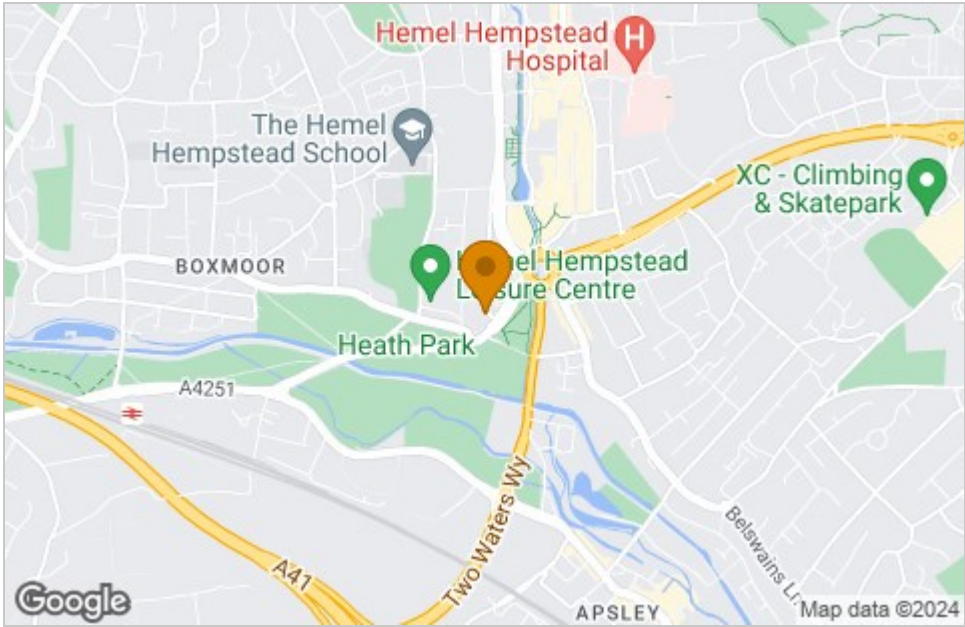 Hemel Hempstead
Hospital
H
The Hemel
Hempstead School
XC - Climbing
& Skatepark
BOXMOOR
Hempstead
Centre
Heath Park
A4251
Two Waters Wy
A41
Belswains Ln
APSLEY
Google
Map data ©2024